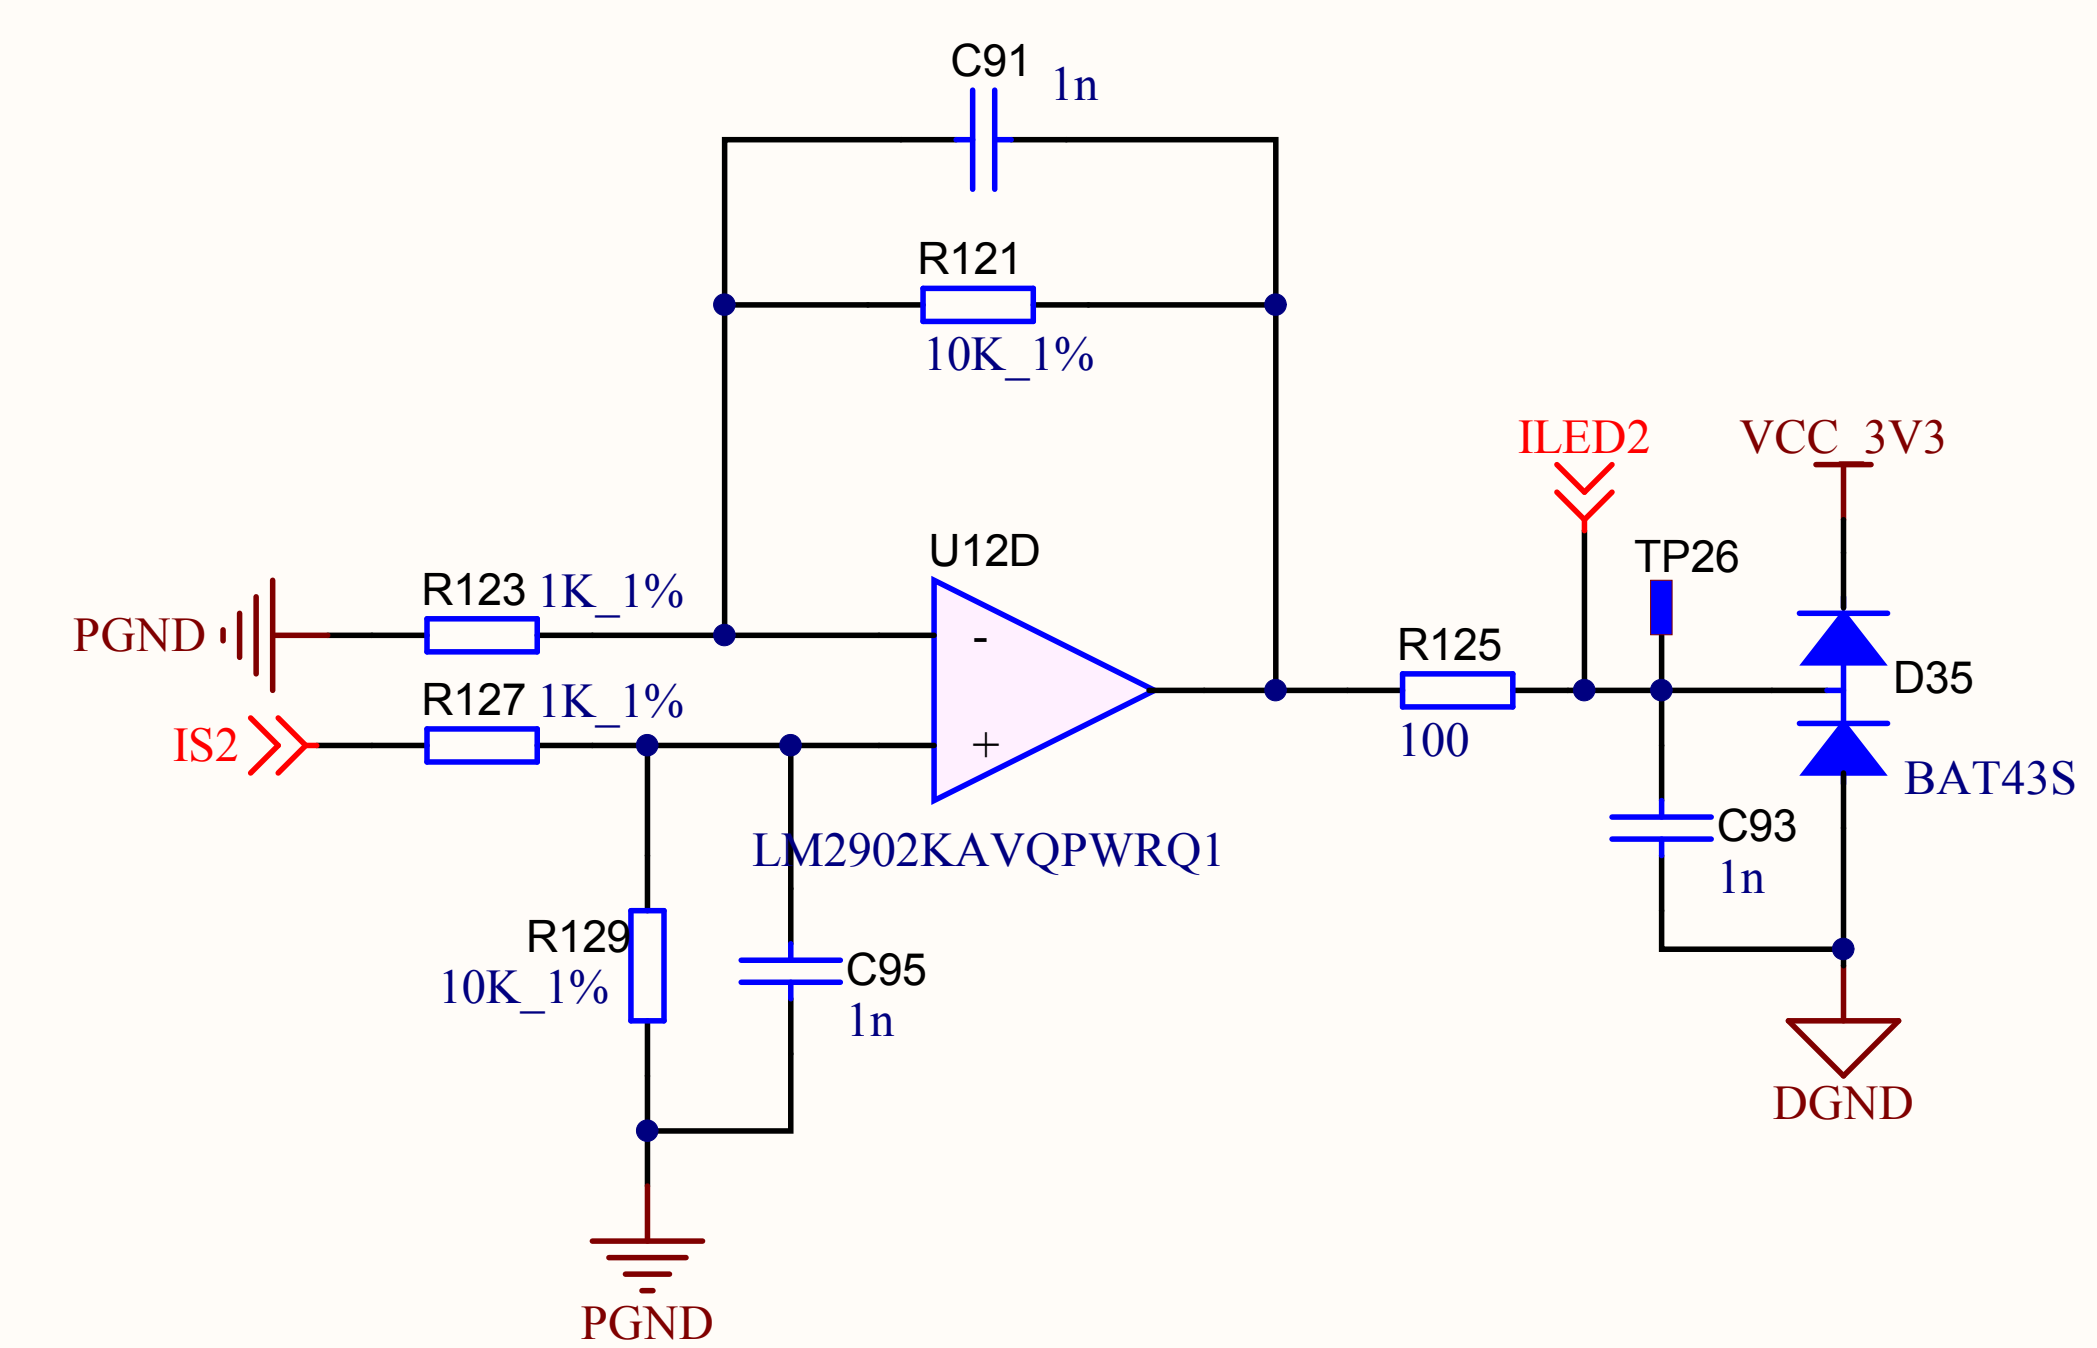 C91
1n
R121
10K_1%
ILED2
VCC_3V3
U12D
TP26
R123
1K_1%
PGND
-
R125
D35
R127
1K_1%
IS2
+
100
BAT43S
LM2902KAVQPWRQ1
C93
1n
R129
10K_1%
C95
1n
DGND
PGND